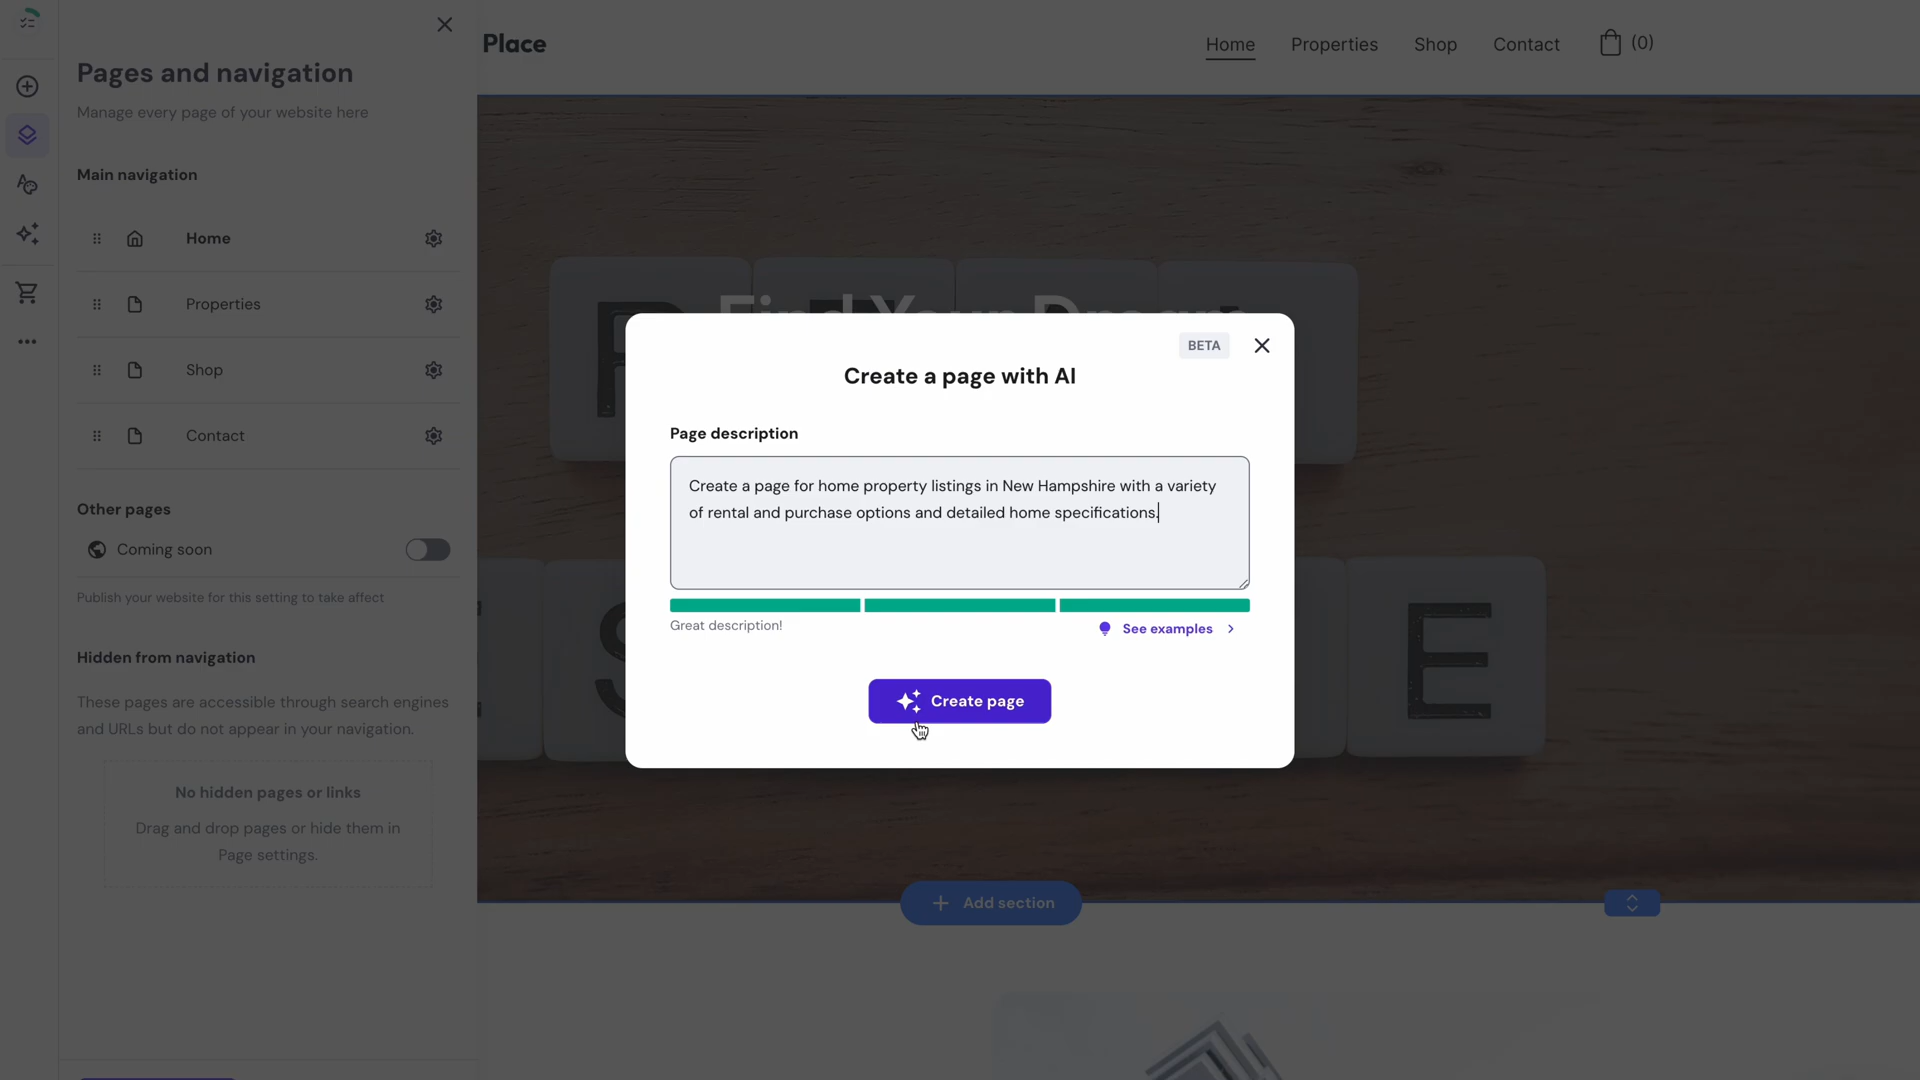 Pages and navigation
Manage every page of your website here
Main navigation
Home
Properties
Shop
Contact
Other pages
Coming soon
Publish your website for this setting to take affect
Hidden from navigation
These pages are accessible through search engines
and URLs but do not appear in your navigation.
No hidden pages or links
Drag and drop pages or hide them in
Page settings.
Place
Home Properties Shop Contact (0)
Find Your Dream
BETA
Create a page with AI
Page description
Create a page for home property listings in New Hampshire with a variety
of rental and purchase options and detailed home specifications.
Great description!
See examples
Create page
E
Add section